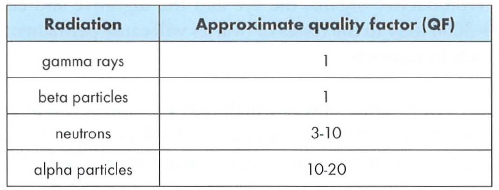 Radiation Approximate quality factor (QF)
gamma rays 1
beta particles 1
neutrons 3-10
alpha particles 10-20